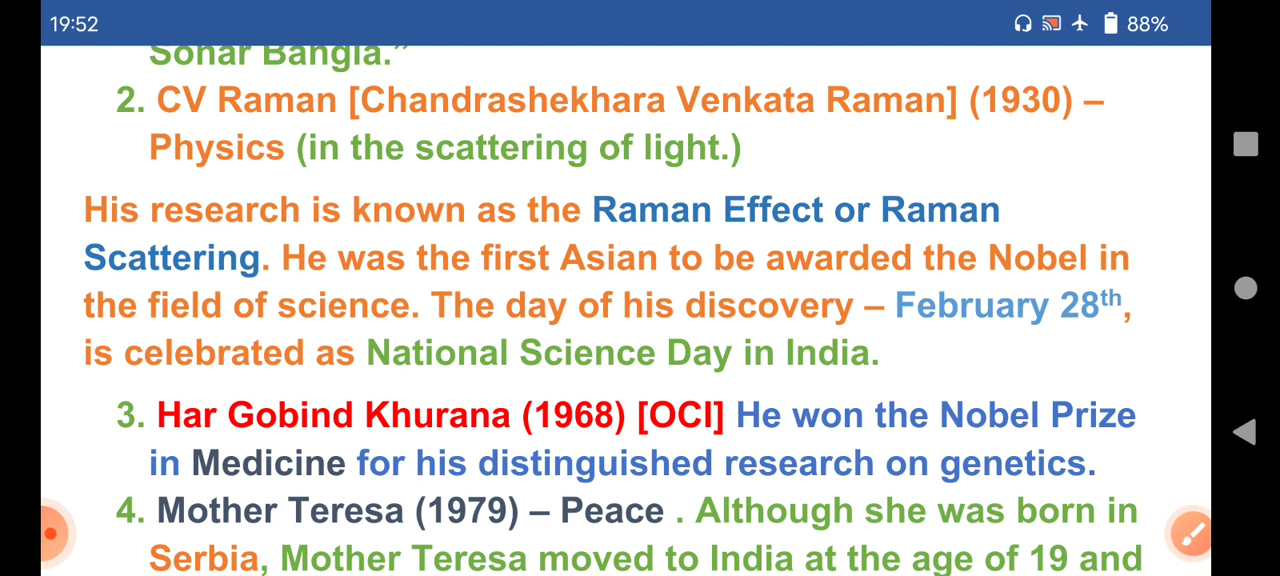 19:52
88%
Sonar Bangla.”
2. CV Raman [Chandrashekhara Venkata Raman] (1930) –
Physics (in the scattering of light.)
His research is known as the Raman Effect or Raman
Scattering. He was the first Asian to be awarded the Nobel in
the field of science. The day of his discovery – February 28th,
is celebrated as National Science Day in India.
3. Har Gobind Khurana (1968) [OCI] He won the Nobel Prize
in Medicine for his distinguished research on genetics.
4. Mother Teresa (1979) – Peace . Although she was born in
Serbia, Mother Teresa moved to India at the age of 19 and